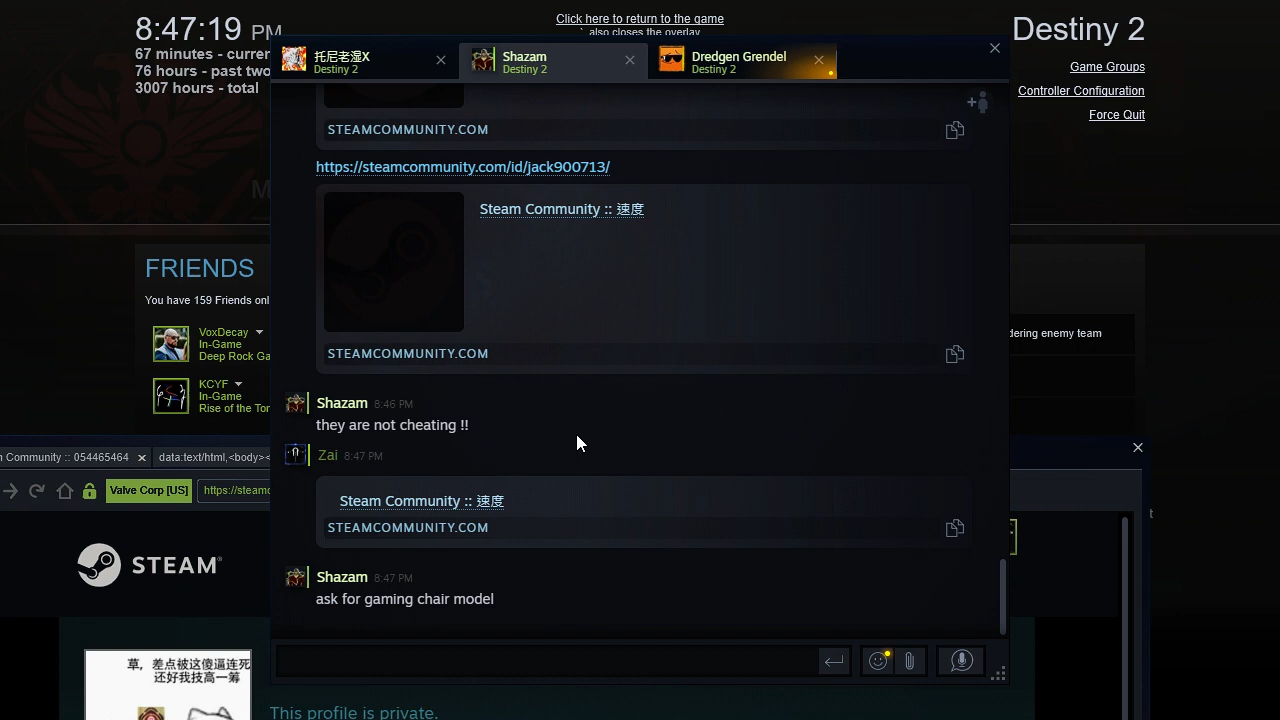 8:47:19 PM
67 minutes - curren
76 hours - past two
3007 hours - total
Click here to return to the game
` also closes the overlay
Destiny 2
Game Groups
Controller Configuration
Force Quit
托尼老湿X
Destiny 2
Shazam
Destiny 2
Dredgen Grendel
Destiny 2
STEAMCOMMUNITY.COM
https://steamcommunity.com/id/jack900713/
Steam Community :: 速度
STEAMCOMMUNITY.COM
FRIENDS
You have 159 Friends onl
VoxDecay
In-Game
Deep Rock Ga
KCYF
In-Game
Rise of the Tom
dering enemy team
Shazam 8:46 PM
they are not cheating !!
Zai 8:47 PM
Steam Community :: 速度
STEAMCOMMUNITY.COM
Shazam 8:47 PM
ask for gaming chair model
Community :: 054465464
data:text/html,<body><
Valve Corp [US]
https://steamc
STEAM
草，差点被这傻逼连死
还好我技高一筹
This profile is private.